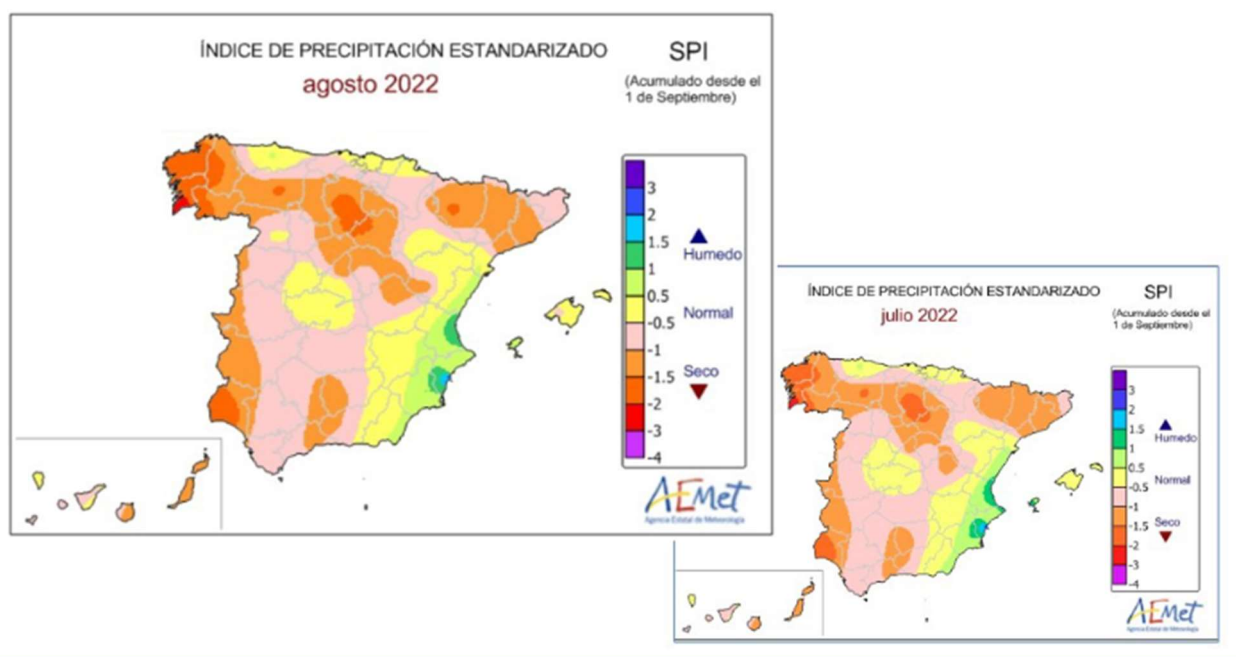 ÍNDICE DE PRECIPITACIÓN ESTANDARIZADO
agosto 2022
SPI
(Acumulado desde el
1 de Septiembre)
3
2
1.5
1
0.5
-0.5
-1
-1.5
-2
-3
-4
Humedo
Normal
Seco
AEMet
Agencia Estatal de Meteorología
ÍNDICE DE PRECIPITACIÓN ESTANDARIZADO
julio 2022
SPI
(Acumulado desde el
1 de Septiembre)
3
2
1.5
1
0.5
-0.5
-1
-1.5
-2
-3
-4
Humedo
Normal
Seco
AEMet
Agencia Estatal de Meteorología